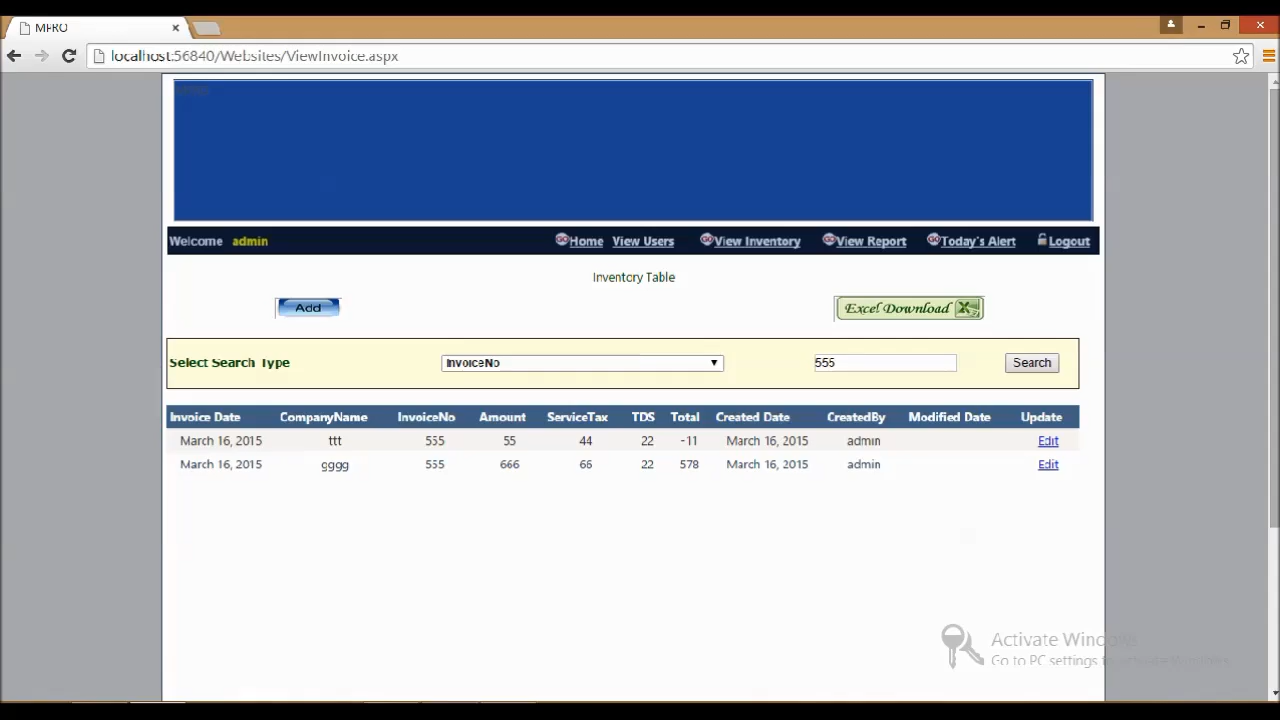 MPRO
localhost:56840/Websites/ViewInvoice.aspx
Welcome admin Home View Users View Inventory View Report Today's Alert Logout
Inventory Table
Add Excel Download
Select Search Type InvoiceNo 555 Search
Invoice Date CompanyName InvoiceNo Amount ServiceTax TDS Total Created Date CreatedBy Modified Date Update
March 16, 2015 ttt 555 55 44 22 -11 March 16, 2015 admin Edit
March 16, 2015 gggg 555 666 66 22 578 March 16, 2015 admin Edit
Activate Windows
Go to PC settings to activate Windows.